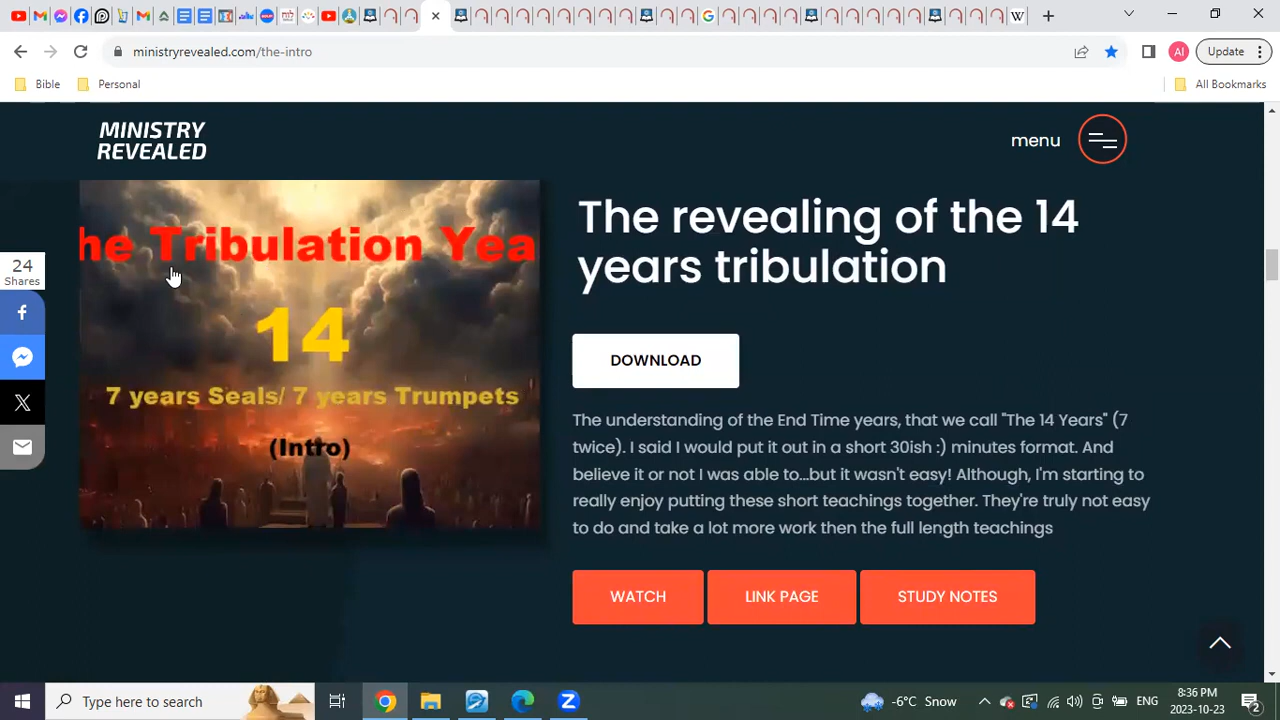 ministryrevealed.com/the-intro
Update
Bible
Personal
All Bookmarks
MINISTRY
REVEALED
menu
he Tribulation Yea
14
7 years Seals/ 7 years Trumpets
(Intro)
24
Shares
The revealing of the 14
years tribulation
DOWNLOAD
The understanding of the End Time years, that we call "The 14 Years" (7
twice). I said I would put it out in a short 30ish :) minutes format. And
believe it or not I was able to...but it wasn't easy! Although, I'm starting to
really enjoy putting these short teachings together. They're truly not easy
to do and take a lot more work then the full length teachings
WATCH
LINK PAGE
STUDY NOTES
Type here to search
-6°C Snow
ENG
8:36 PM
2023-10-23
2